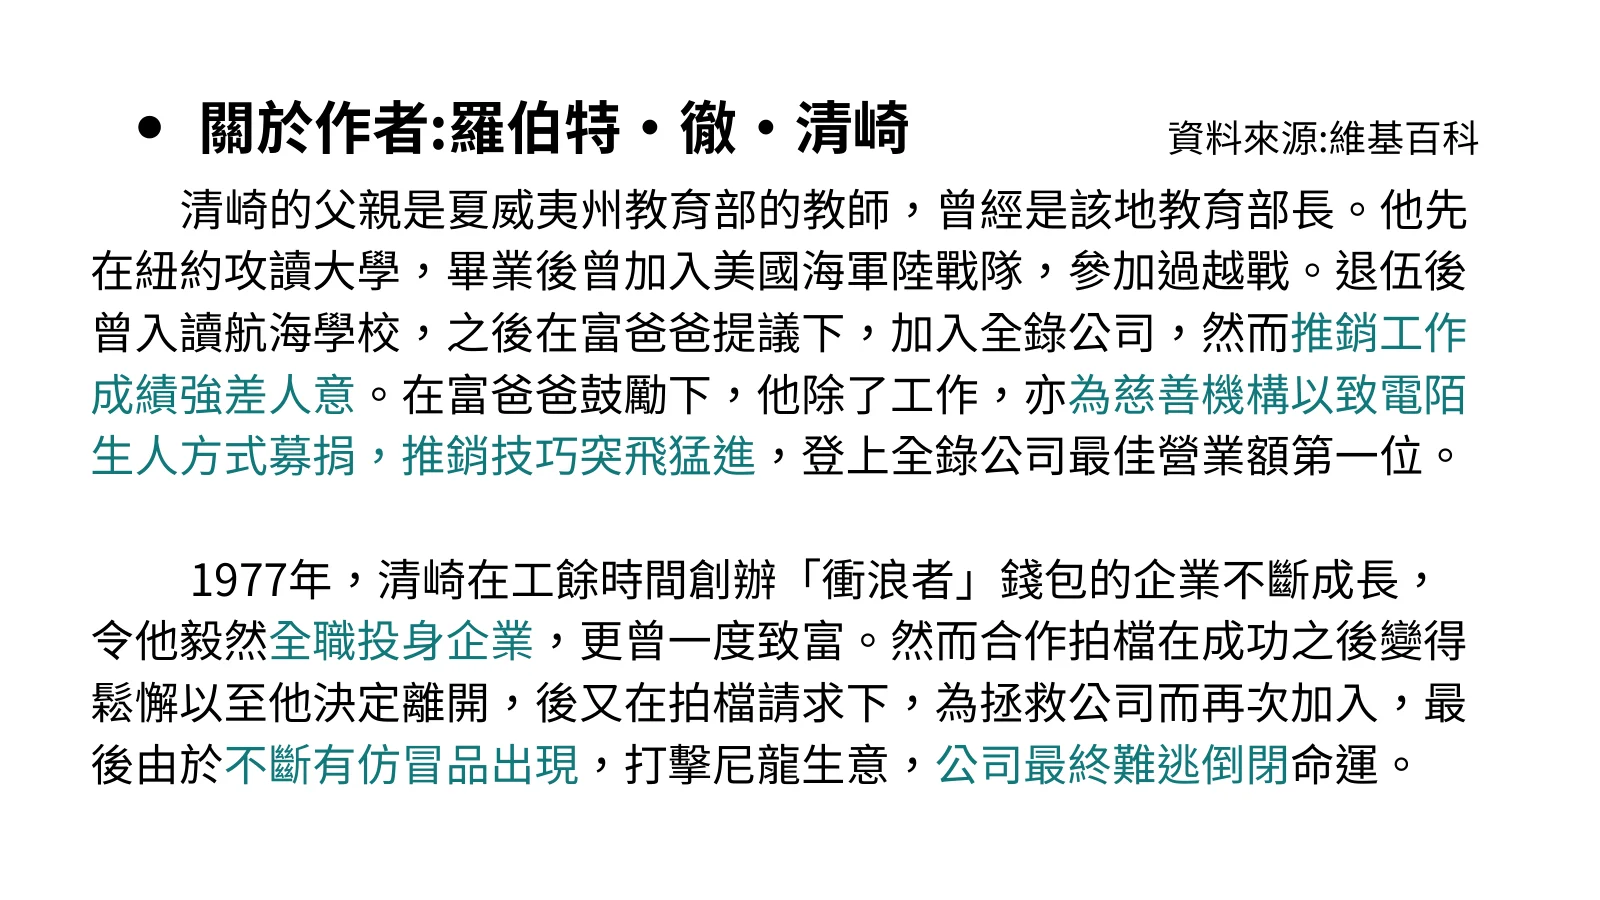 • 關於作者:羅伯特・徹・清崎
資料來源:維基百科
清崎的父親是夏威夷州教育部的教師，曾經是該地教育部長。他先
在紐約攻讀大學，畢業後曾加入美國海軍陸戰隊，參加過越戰。退伍後
曾入讀航海學校，之後在富爸爸提議下，加入全錄公司，然而推銷工作
成績強差人意。在富爸爸鼓勵下，他除了工作，亦為慈善機構以致電陌
生人方式募捐，推銷技巧突飛猛進，登上全錄公司最佳營業額第一位。
1977年，清崎在工餘時間創辦「衝浪者」錢包的企業不斷成長，
令他毅然全職投身企業，更曾一度致富。然而合作拍檔在成功之後變得
鬆懈以至他決定離開，後又在拍檔請求下，為拯救公司而再次加入，最
後由於不斷有仿冒品出現，打擊尼龍生意，公司最終難逃倒閉命運。